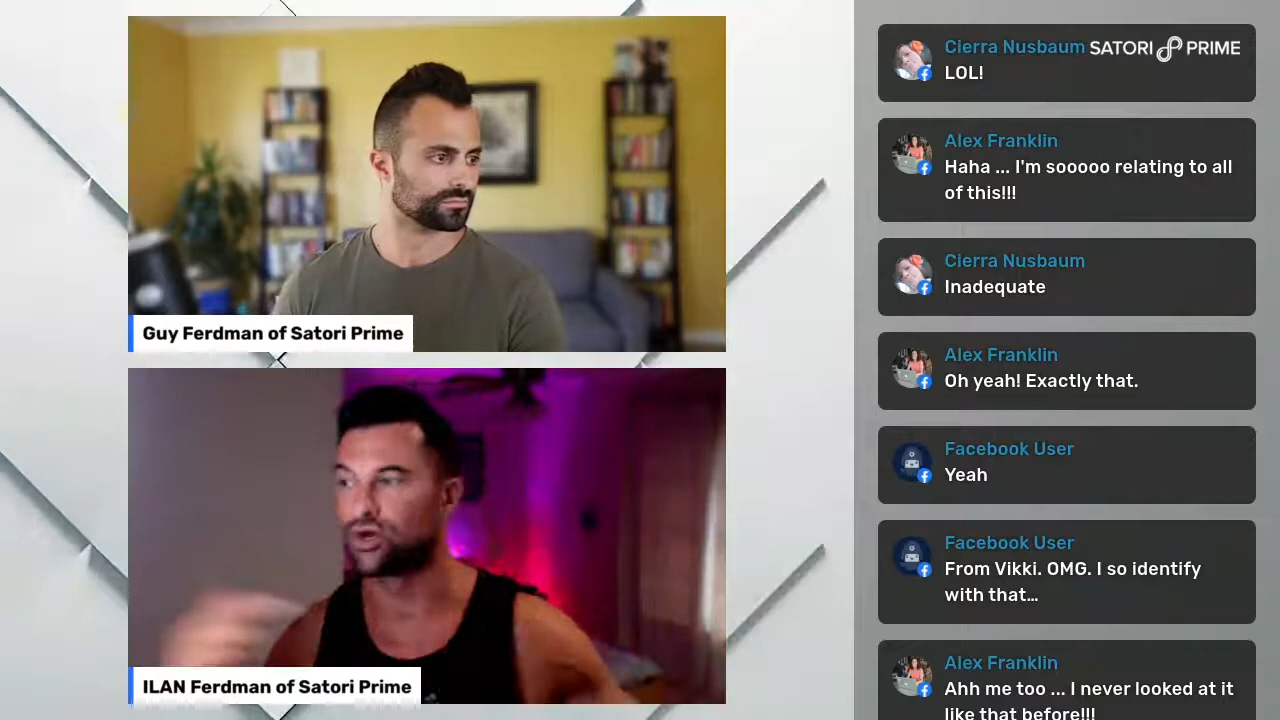 Guy Ferdman of Satori Prime
ILAN Ferdman of Satori Prime
Cierra Nusbaum
SATORI PRIME
LOL!
Alex Franklin
Haha ... I'm sooooo relating to all
of this!!!
Cierra Nusbaum
Inadequate
Alex Franklin
Oh yeah! Exactly that.
Facebook User
Yeah
Facebook User
From Vikki. OMG. I so identify
with that...
Alex Franklin
Ahh me too ... I never looked at it
like that before!!!